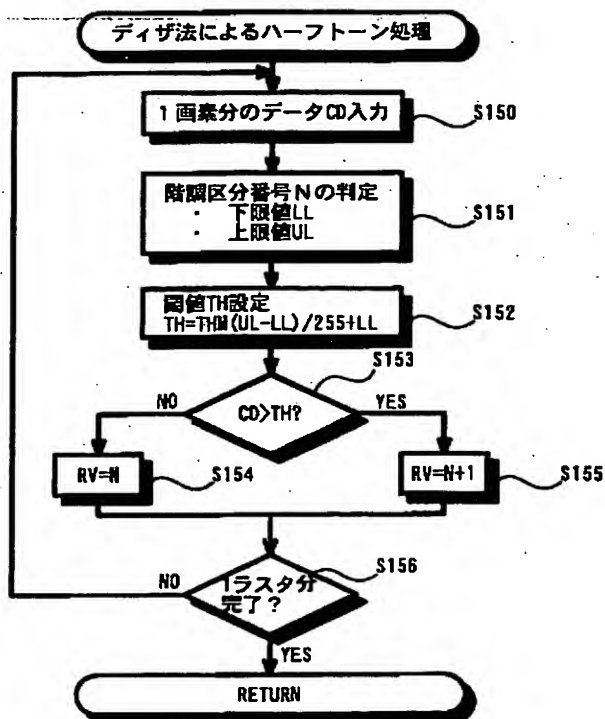 ディザ法によるハーフトーン処理
1画素分のデータCD入力
S150
階調区分番号Nの判定
・ 下限値LL
・ 上限値UL
S151
閾値TH設定
TH=THM(UL-LL)/255+LL
S152
S153
NO
CD>TH?
YES
RV=N
S154
RV=N+1
S155
S156
NO
1ラスタ分
完了?
YES
RETURN